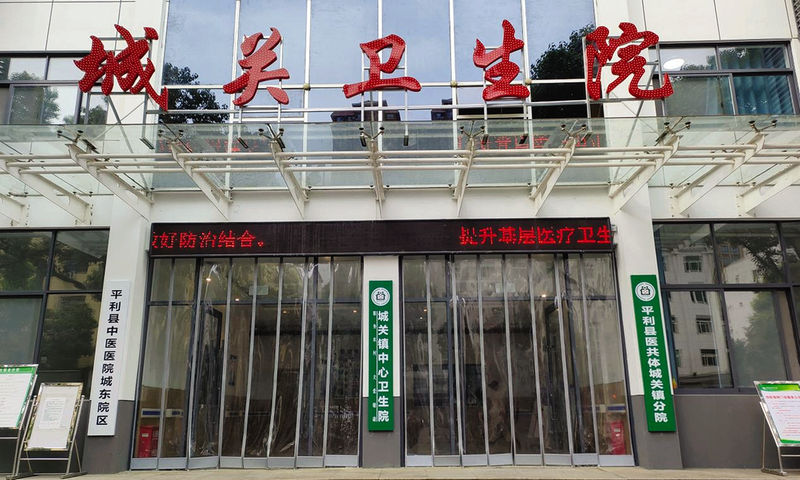 城关卫生院
好防治结合。
提升基层医疗卫生
平利县中医医院城东院区
城关镇中心卫生院
平利县医共体城关镇分院